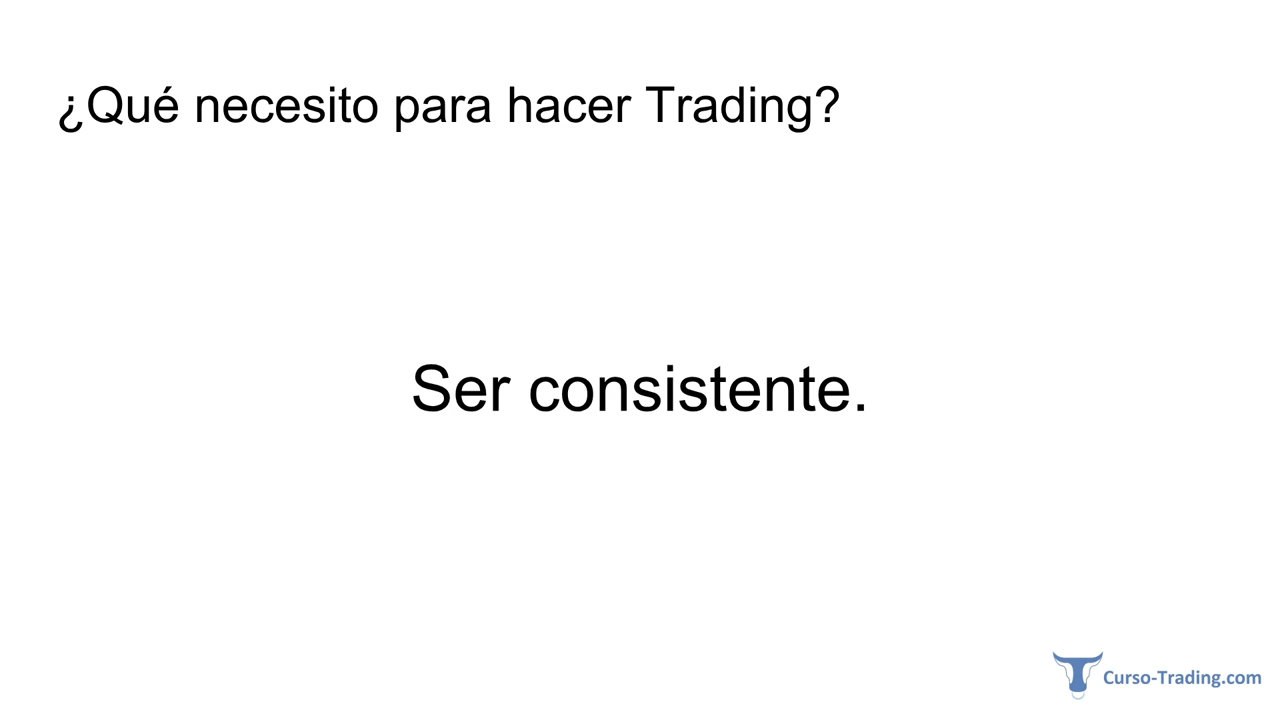 ¿Qué necesito para hacer Trading?
Ser consistente.
Curso-Trading.com